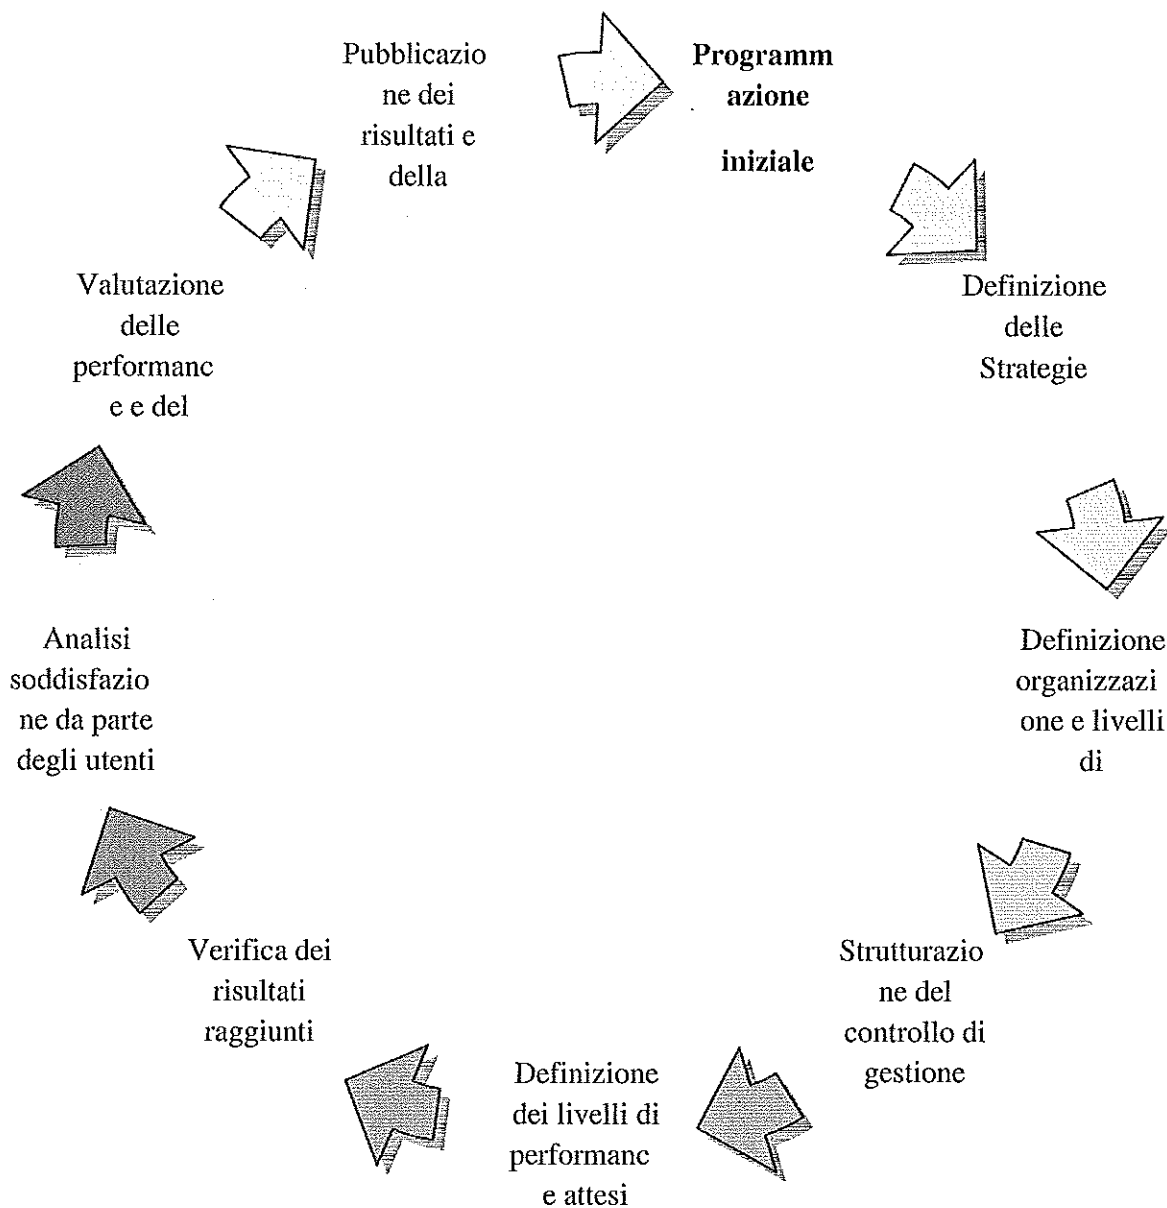 Pubblicazio
ne dei
risultati e
della
Programm
azione
iniziale
Definizione
delle
Strategie
Definizione
organizzazi
one e livelli
di
Strutturazio
ne del
controllo di
gestione
Definizione
dei livelli di
performanc
e attesi
Verifica dei
risultati
raggiunti
Analisi
soddisfazio
ne da parte
degli utenti
Valutazione
delle
performanc
e e del